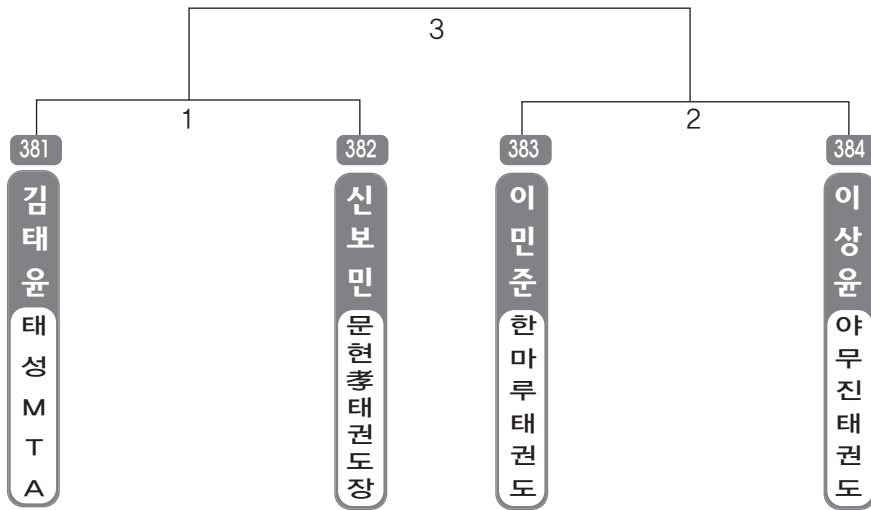 3
1
2
381
382
383
384
김태윤
신보민
이민준
이상윤
태성MTA
문현孝태권도장
한마루태권도
야무진태권도